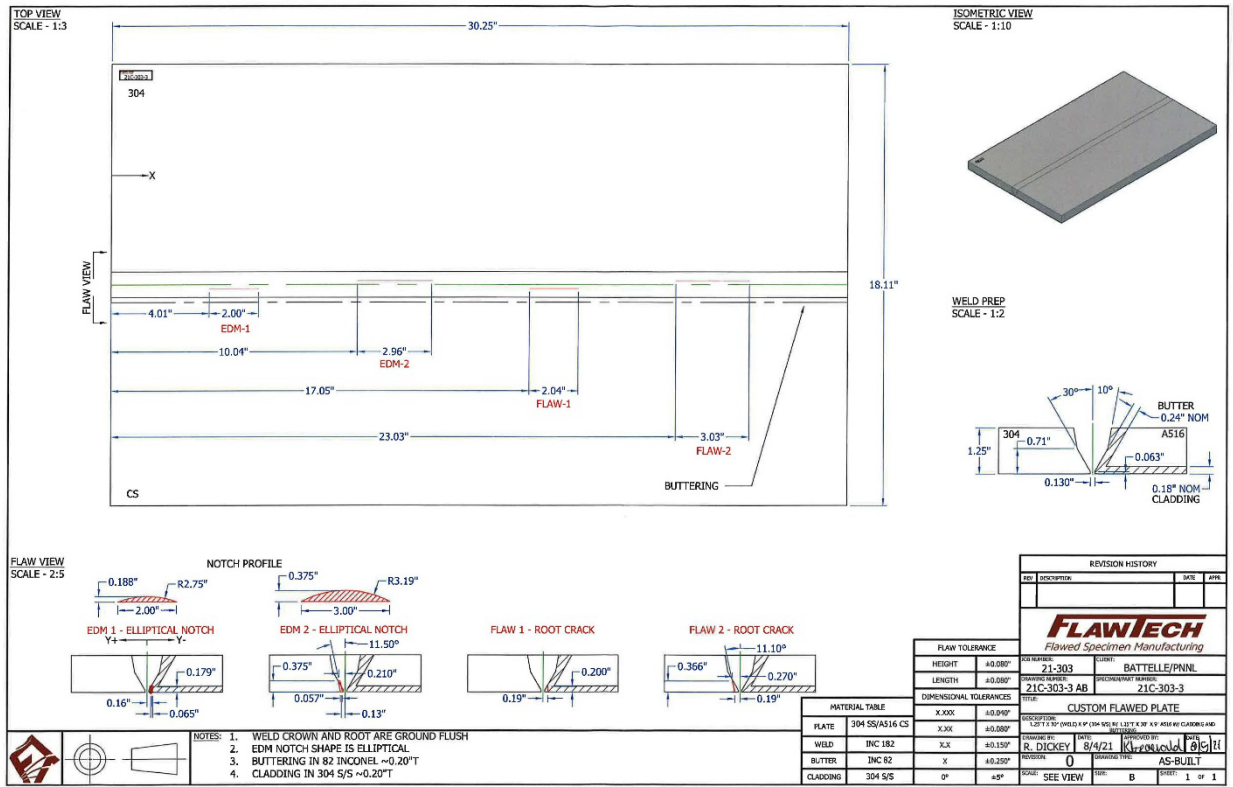 TOP VIEW
SCALE - 1:3
30.25"
ISOMETRIC VIEW
SCALE - 1:10
21C-303-3
304
X
FLAW VIEW
18.11"
4.01"
2.00"
EDM-1
10.04"
2.96"
EDM-2
17.05"
2.04"
FLAW-1
23.03"
3.03"
FLAW-2
BUTTERING
CS
WELD PREP
SCALE - 1:2
30°
10°
BUTTER
0.24" NOM
304
A516
1.25"
0.71"
0.063"
0.130"
0.18" NOM
CLADDING
FLAW VIEW
SCALE - 2:5
NOTCH PROFILE
0.188"
R2.75"
2.00"
0.375"
R3.19"
3.00"
EDM 1 - ELLIPTICAL NOTCH
Y+
Y-
0.179"
0.16"
0.065"
EDM 2 - ELLIPTICAL NOTCH
11.50°
0.375"
0.210"
0.057"
0.13"
FLAW 1 - ROOT CRACK
0.200"
0.19"
FLAW 2 - ROOT CRACK
11.10°
0.366"
0.270"
0.19"
NOTES: 1. WELD CROWN AND ROOT ARE GROUND FLUSH
2. EDM NOTCH SHAPE IS ELLIPTICAL
3. BUTTERING IN 82 INCONEL ~0.20"T
4. CLADDING IN 304 S/S ~0.20"T
MATERIAL TABLE
PLATE 304 SS/A516 CS
WELD INC 182
BUTTER INC 82
CLADDING 304 S/S
FLAW TOLERANCE
HEIGHT ±0.080"
LENGTH ±0.080"
DIMENSIONAL TOLERANCES
X.XXX ±0.040"
X.XX ±0.080"
X.X ±0.150"
X ±0.250"
0° ±5°
REVISION HISTORY
REV DESCRIPTION DATE APPR
FLAWTECH
Flawed Specimen Manufacturing
JOB NUMBER: 21-303
CLIENT: BATTELLE/PNNL
DRAWING NUMBER: 21C-303-3 AB
SPECIMEN/PART NUMBER: 21C-303-3
TITLE: CUSTOM FLAWED PLATE
DESCRIPTION:
BUTTERING
DRAWING BY: R. DICKEY
DATE: 8/4/21
APPROVED BY:
DATE:
REVISION: 0
DRAWING TYPE: AS-BUILT
SCALE: SEE VIEW
SIZE: B
SHEET: 1 OF 1